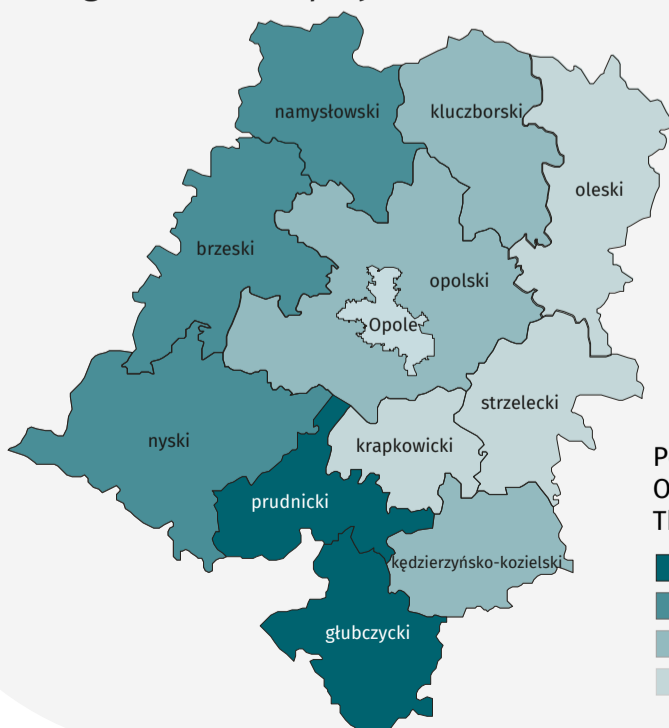 namysłowski
kluczborski
oleski
brzeski
opolski
Opole
strzelecki
nyski
krapkowicki
prudnicki
kędzierzyńsko-kozielski
głubczycki